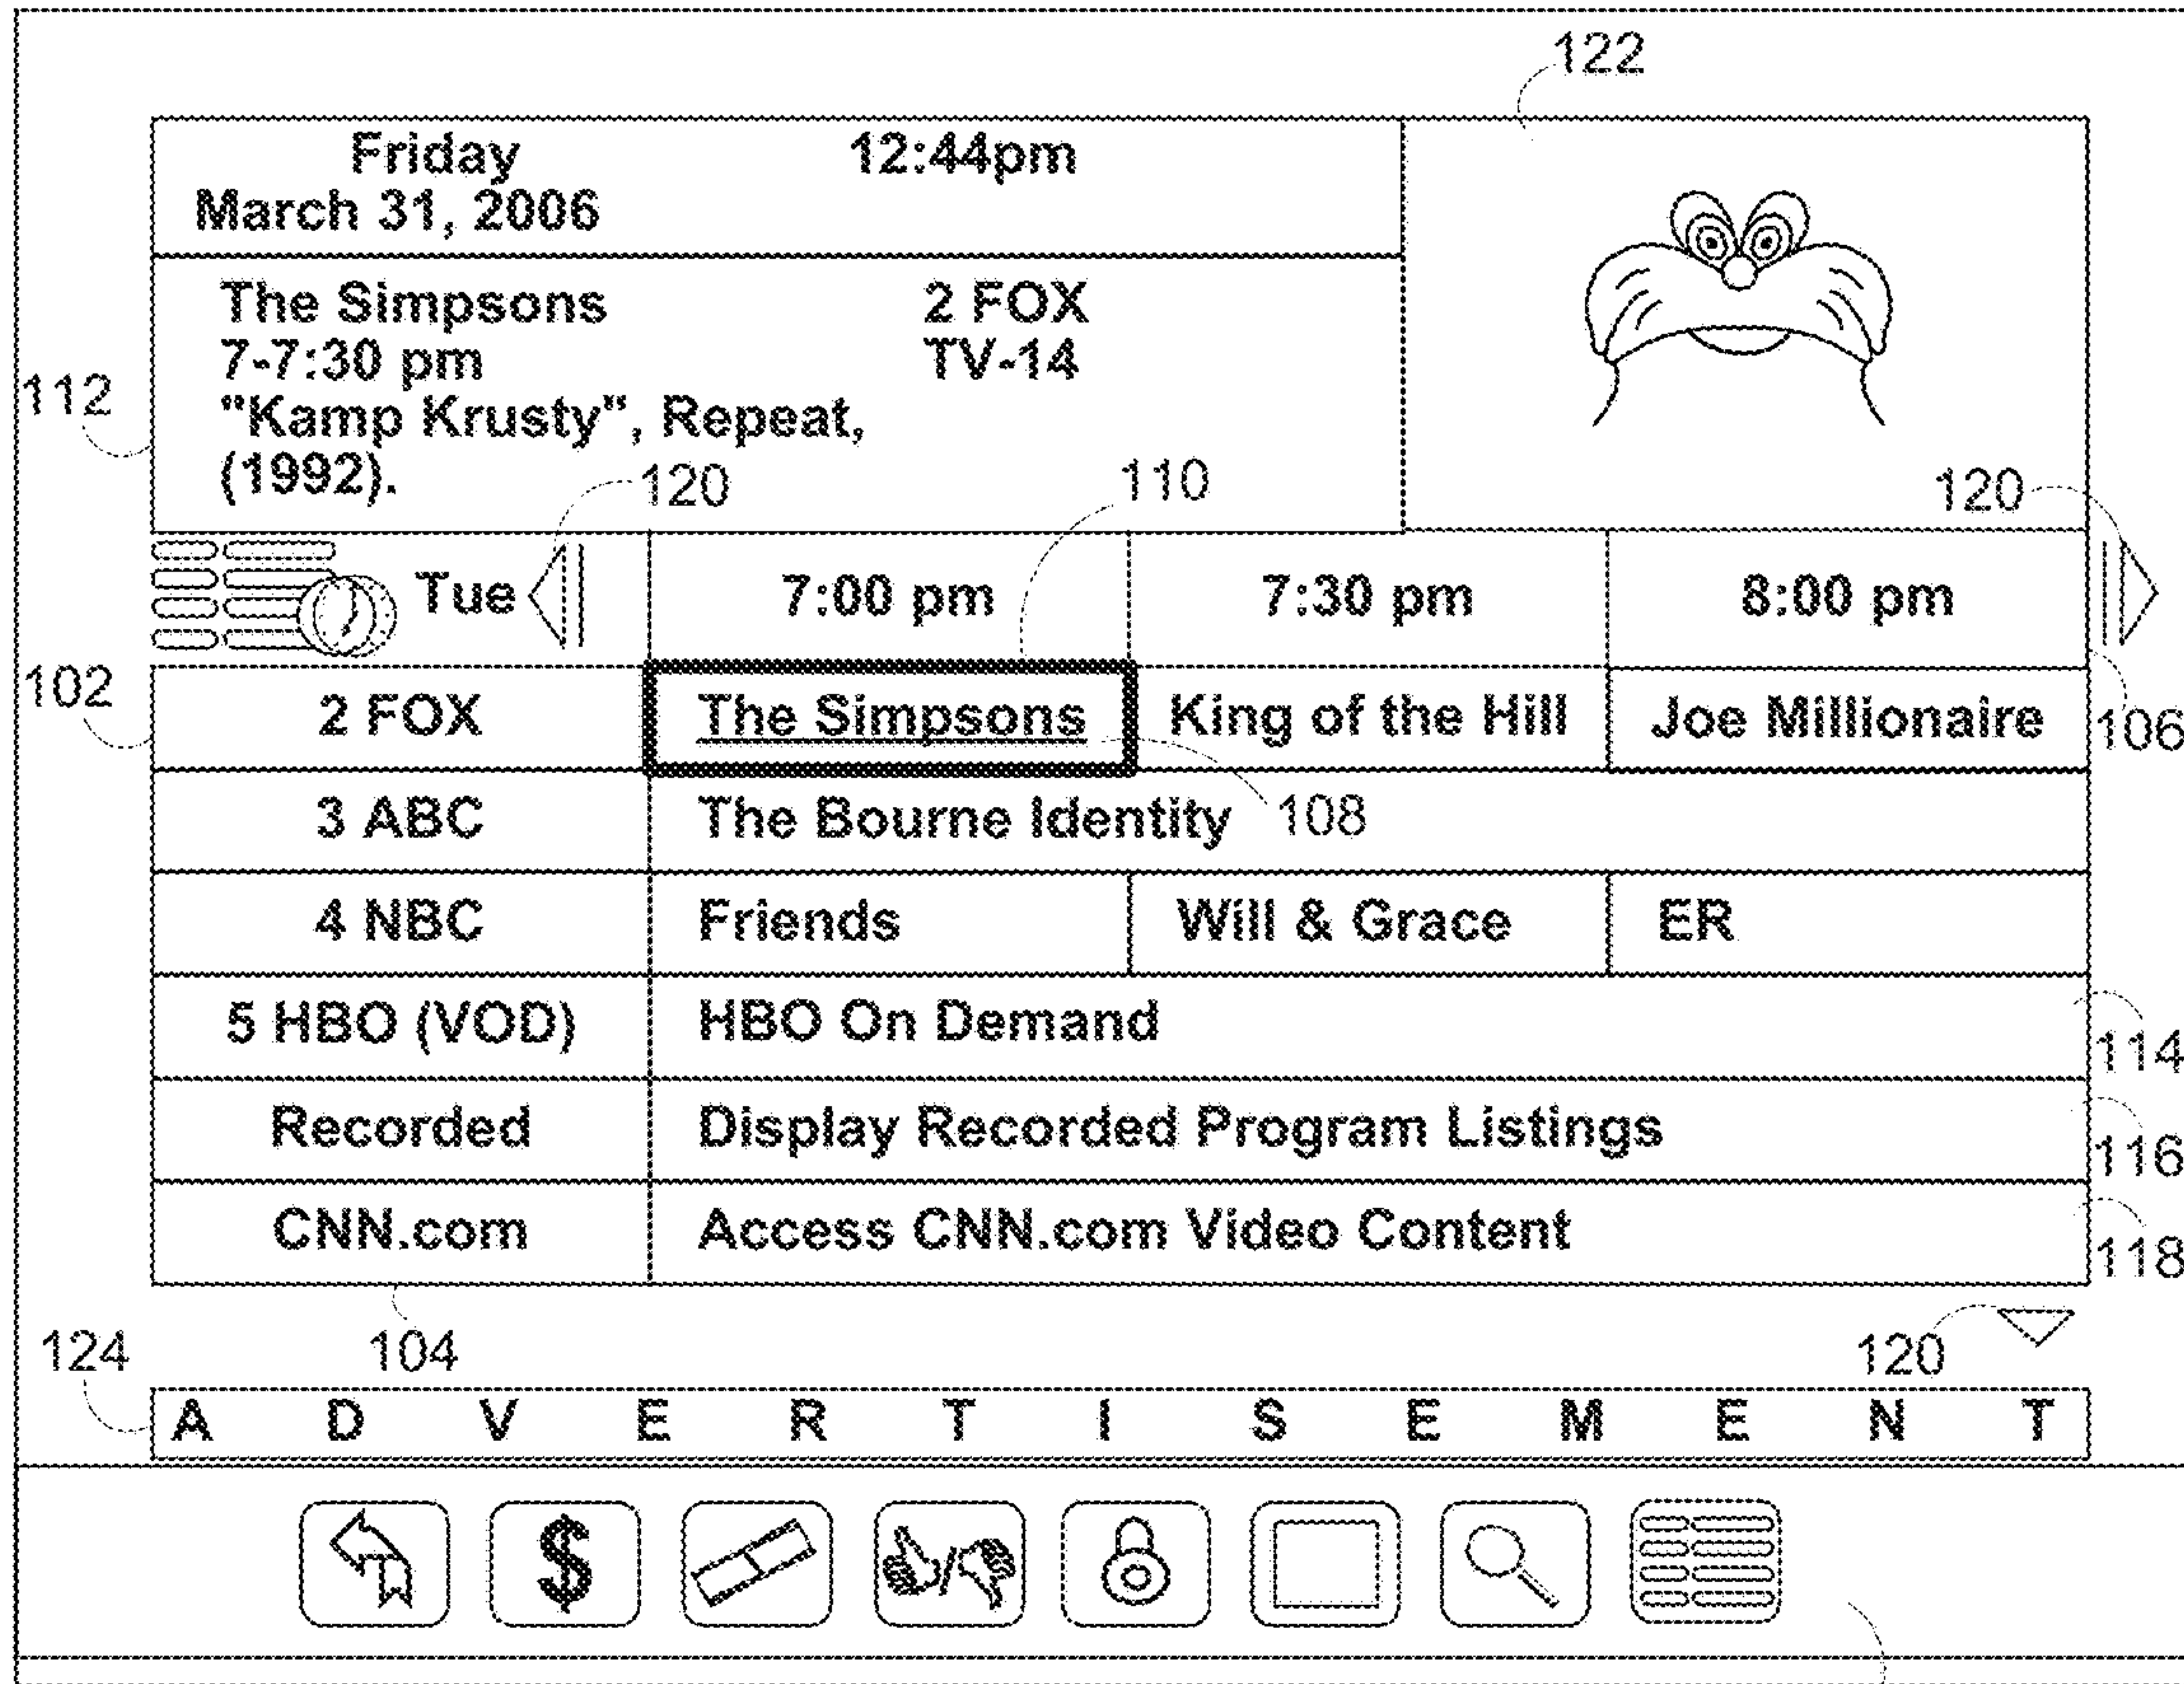 122
Friday 12:44pm
March 31, 2006
The Simpsons 2 FOX
7-7:30 pm TV-14
112
"Kamp Krusty", Repeat,
(1992).
120 110 120
Tue 7:00 pm 7:30 pm 8:00 pm
102
2 FOX The Simpsons King of the Hill Joe Millionaire
106
3 ABC The Bourne Identity 108
4 NBC Friends Will & Grace ER
5 HBO (VOD) HBO On Demand
114
Recorded Display Recorded Program Listings
116
CNN.com Access CNN.com Video Content
118
124 104 120
A D V E R T I S E M E N T
$
/